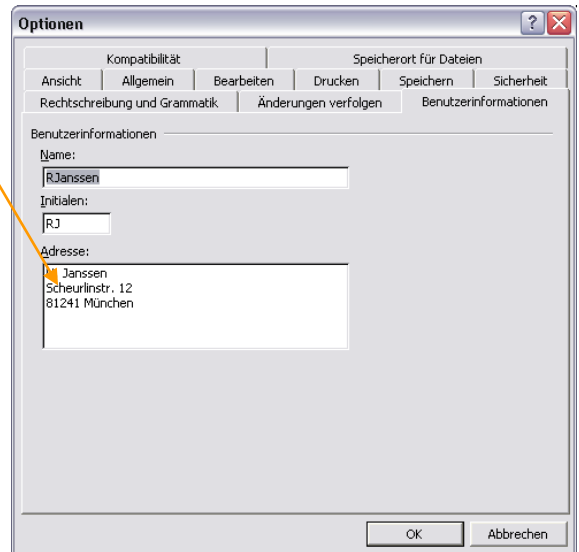 Optionen
Kompatibilität Speicherort für Dateien
Ansicht Allgemein Bearbeiten Drucken Speichern Sicherheit
Rechtschreibung und Grammatik Änderungen verfolgen Benutzerinformationen
Benutzerinformationen
Name:
RJanssen
Initialen:
RJ
Adresse:
Janssen
Scheurlinstr. 12
81241 München
OK Abbrechen